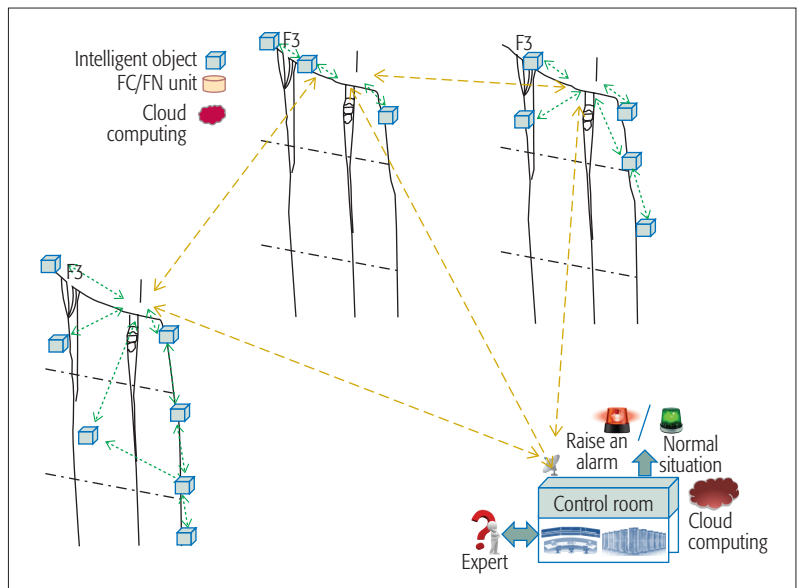 Intelligent object
FC/FN unit
Cloud
computing
F3
F3
F3
Raise an
alarm
/
Normal
situation
Control room
Cloud
computing
?
Expert